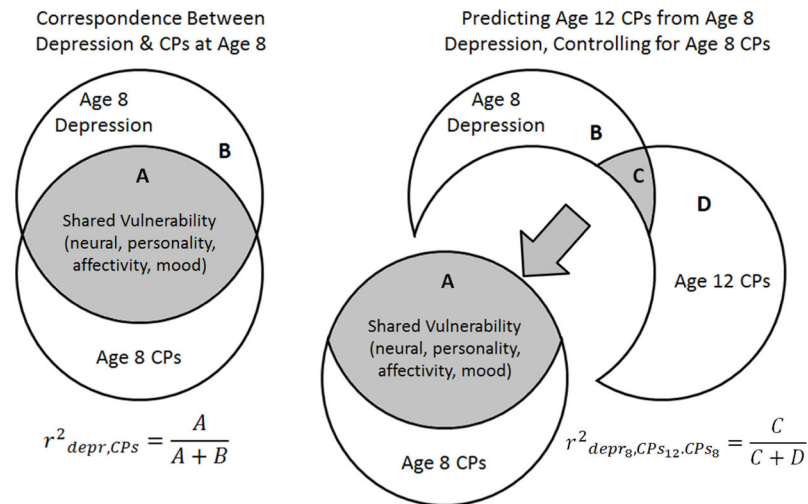 Correspondence Between
Depression & CPs at Age 8
Age 8
Depression
B
A
Shared Vulnerability
(neural, personality,
affectivity, mood)
Age 8 CPs
r²depr,CPs = A / A + B
Predicting Age 12 CPs from Age 8
Depression, Controlling for Age 8 CPs
Age 8
Depression
B
C
D
Age 12 CPs
A
Shared Vulnerability
(neural, personality,
affectivity, mood)
Age 8 CPs
r²depr₈,CPs₁₂.CPs₈ = C / C + D